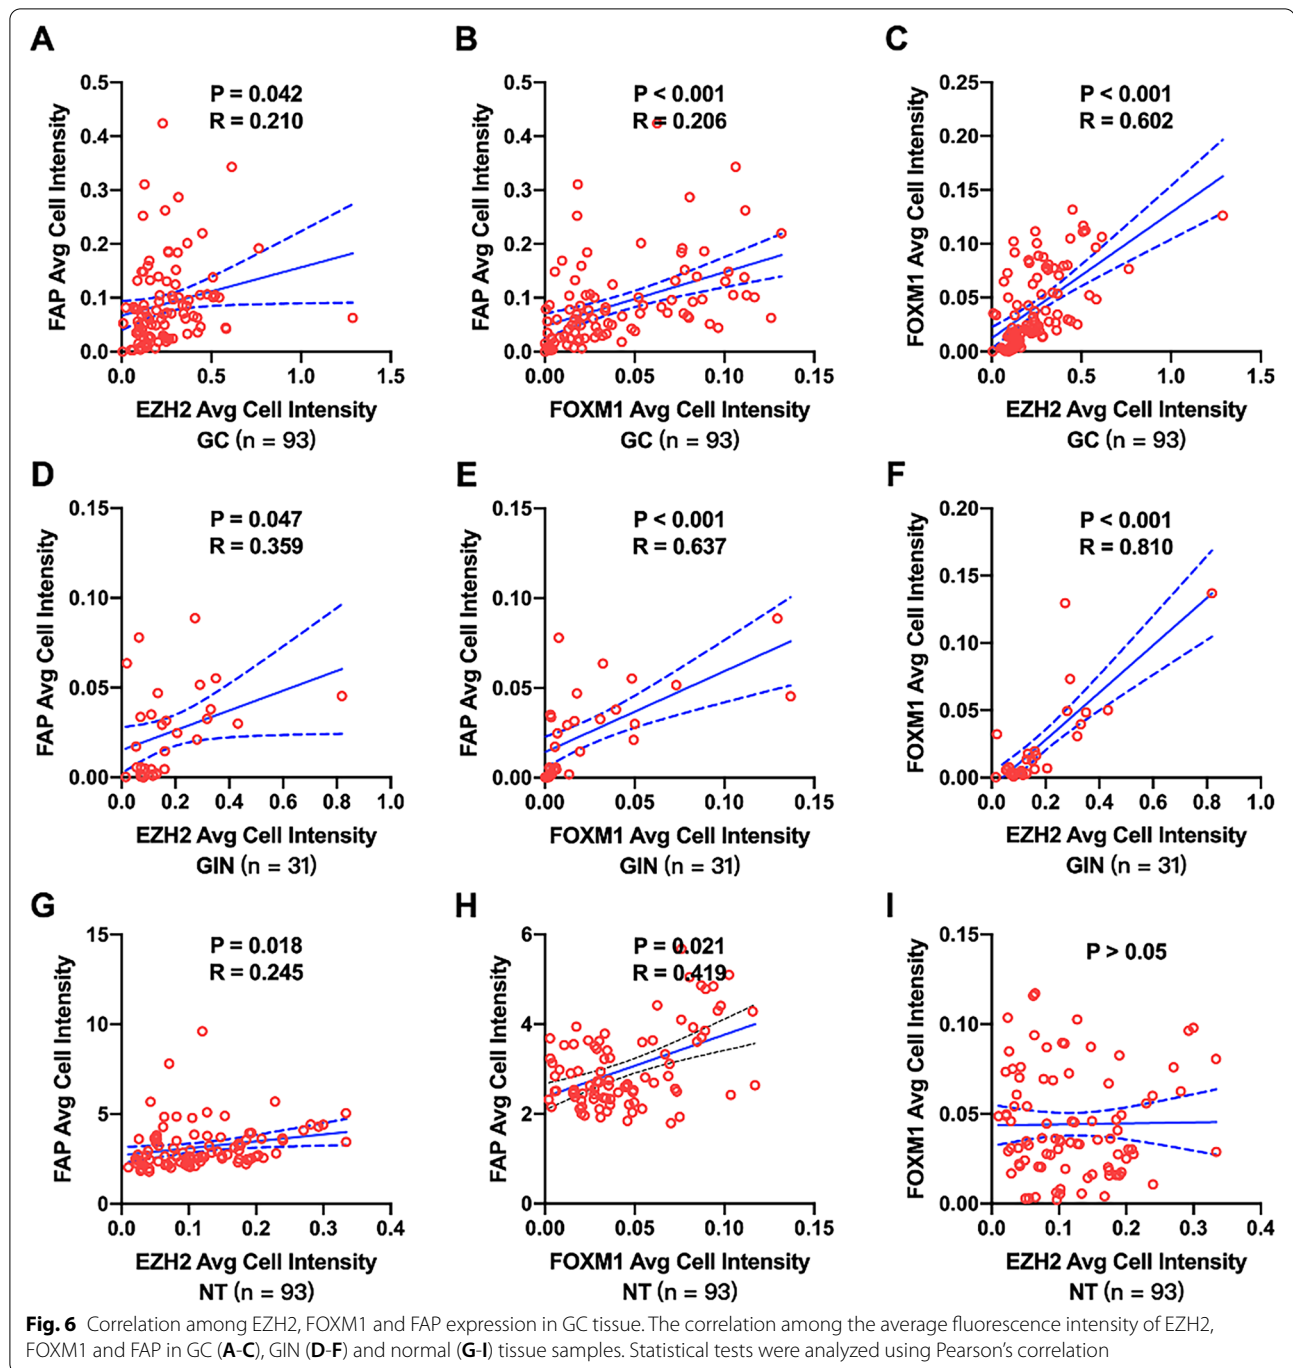 A
B
C
P = 0.042
R = 0.210
FAP Avg Cell Intensity
0.5
0.4
0.3
0.2
0.1
0.0
0.0 0.5 1.0 1.5
EZH2 Avg Cell Intensity
GC (n = 93)
P < 0.001
R = 0.206
FAP Avg Cell Intensity
0.5
0.4
0.3
0.2
0.1
0.0
0.00 0.05 0.10 0.15
FOXM1 Avg Cell Intensity
GC (n = 93)
P < 0.001
R = 0.602
FOXM1 Avg Cell Intensity
0.25
0.20
0.15
0.10
0.05
0.00
0.0 0.5 1.0 1.5
EZH2 Avg Cell Intensity
GC (n = 93)
D
E
F
P = 0.047
R = 0.359
FAP Avg Cell Intensity
0.15
0.10
0.05
0.00
0.0 0.2 0.4 0.6 0.8 1.0
EZH2 Avg Cell Intensity
GIN (n = 31)
P < 0.001
R = 0.637
FAP Avg Cell Intensity
0.15
0.10
0.05
0.00
0.00 0.05 0.10 0.15
FOXM1 Avg Cell Intensity
GIN (n = 31)
P < 0.001
R = 0.810
FOXM1 Avg Cell Intensity
0.20
0.15
0.10
0.05
0.00
0.0 0.2 0.4 0.6 0.8 1.0
EZH2 Avg Cell Intensity
GIN (n = 31)
G
H
I
P = 0.018
R = 0.245
FAP Avg Cell Intensity
15
10
5
0
0.0 0.1 0.2 0.3 0.4
EZH2 Avg Cell Intensity
NT (n = 93)
P = 0.021
R = 0.419
FAP Avg Cell Intensity
6
4
2
0
0.00 0.05 0.10 0.15
FOXM1 Avg Cell Intensity
NT (n = 93)
P > 0.05
FOXM1 Avg Cell Intensity
0.15
0.10
0.05
0.00
0.0 0.1 0.2 0.3 0.4
EZH2 Avg Cell Intensity
NT (n = 93)
Fig. 6 Correlation among EZH2, FOXM1 and FAP expression in GC tissue. The correlation among the average fluorescence intensity of EZH2,
FOXM1 and FAP in GC (A-C), GIN (D-F) and normal (G-I) tissue samples. Statistical tests were analyzed using Pearson's correlation